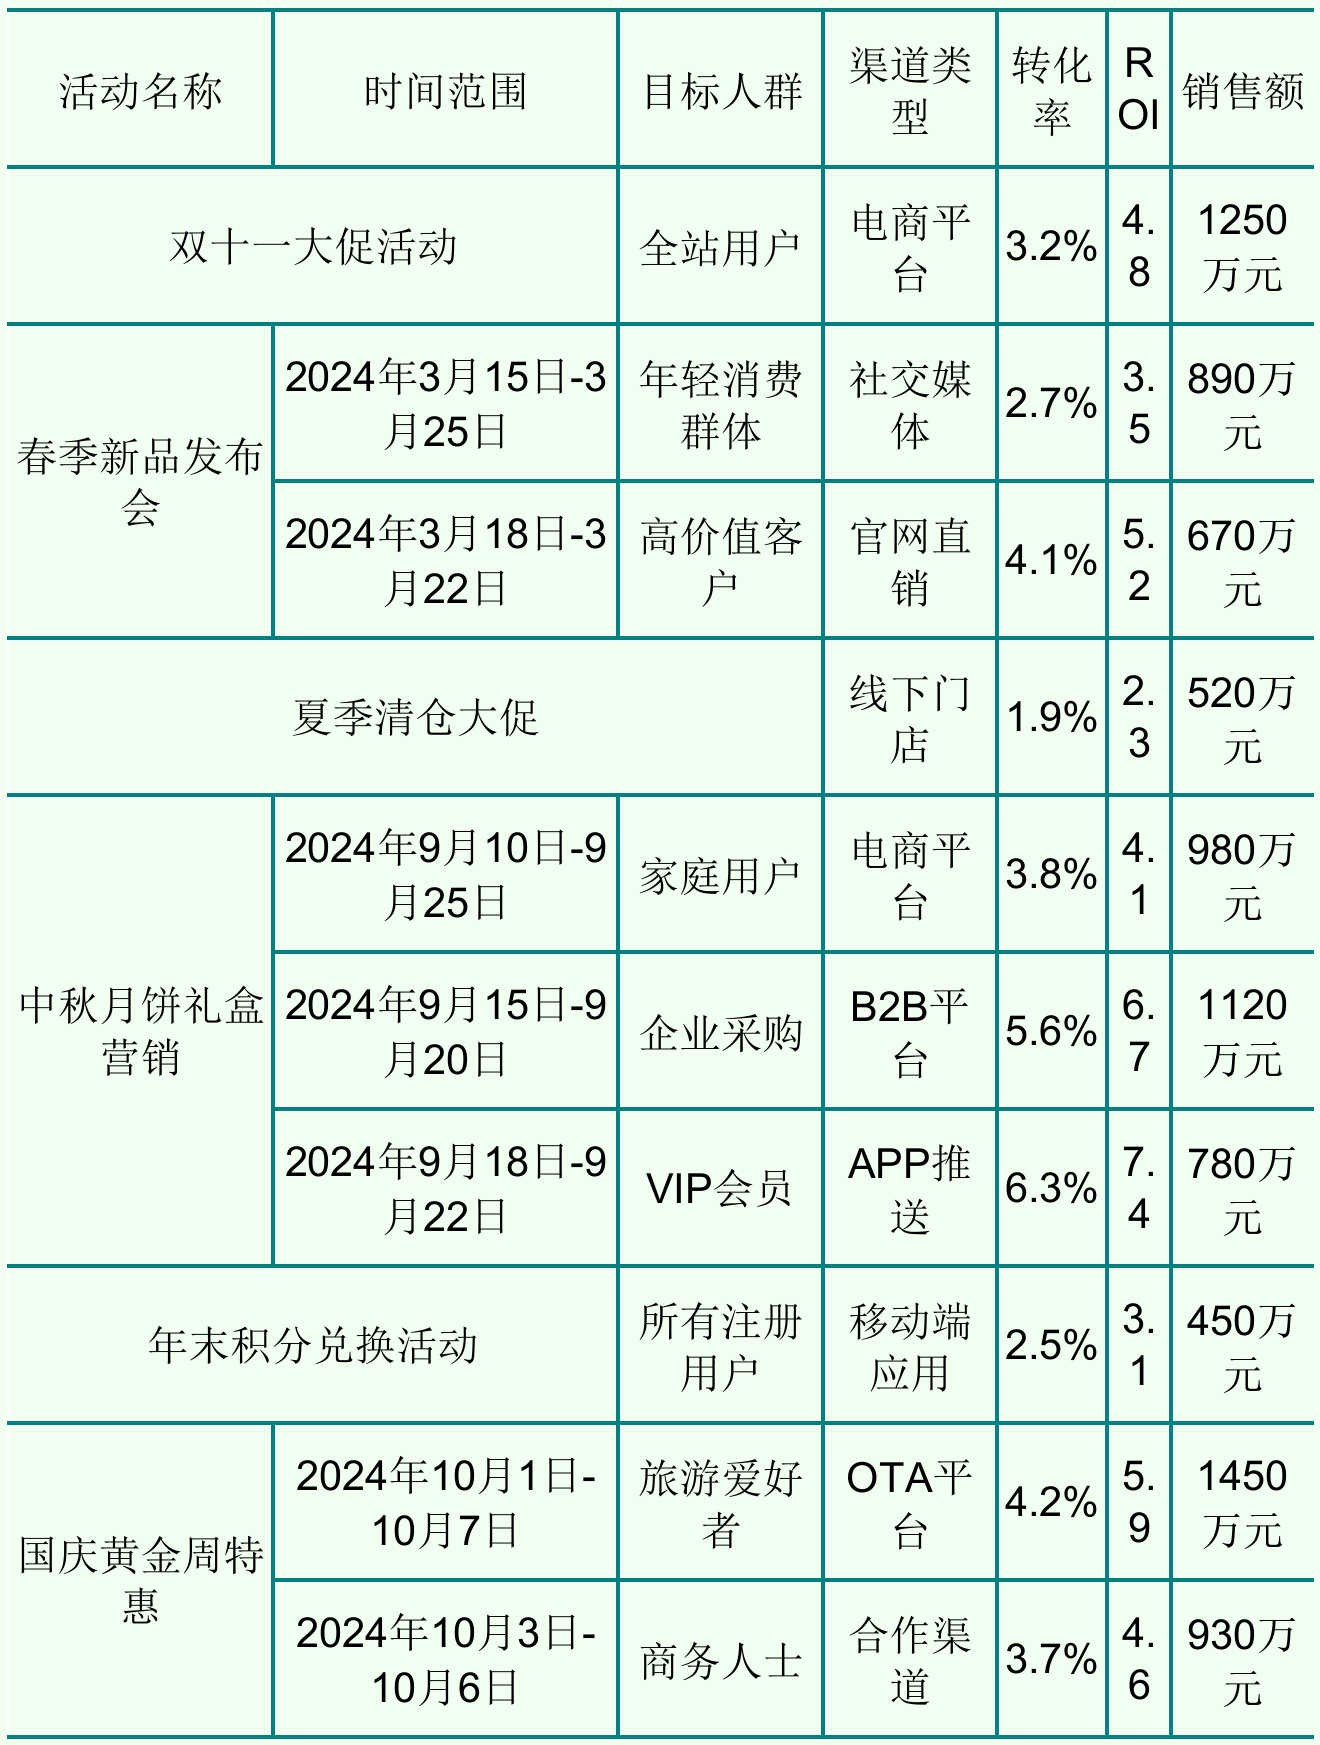 活动名称
时间范围
目标人群
渠道类
型
转化
率
R
OI
销售额
双十一大促活动
全站用户
电商平
台
3.2%
4.
8
1250
万元
春季新品发布
会
2024年3月15日-3
月25日
年轻消费
群体
社交媒
体
2.7%
3.
5
890万
元
2024年3月18日-3
月22日
高价值客
户
官网直
销
4.1%
5.
2
670万
元
夏季清仓大促
线下门
店
1.9%
2.
3
520万
元
中秋月饼礼盒
营销
2024年9月10日-9
月25日
家庭用户
电商平
台
3.8%
4.
1
980万
元
2024年9月15日-9
月20日
企业采购
B2B平
台
5.6%
6.
7
1120
万元
2024年9月18日-9
月22日
VIP会员
APP推
送
6.3%
7.
4
780万
元
年末积分兑换活动
所有注册
用户
移动端
应用
2.5%
3.
1
450万
元
国庆黄金周特
惠
2024年10月1日-
10月7日
旅游爱好
者
OTA平
台
4.2%
5.
9
1450
万元
2024年10月3日-
10月6日
商务人士
合作渠
道
3.7%
4.
6
930万
元